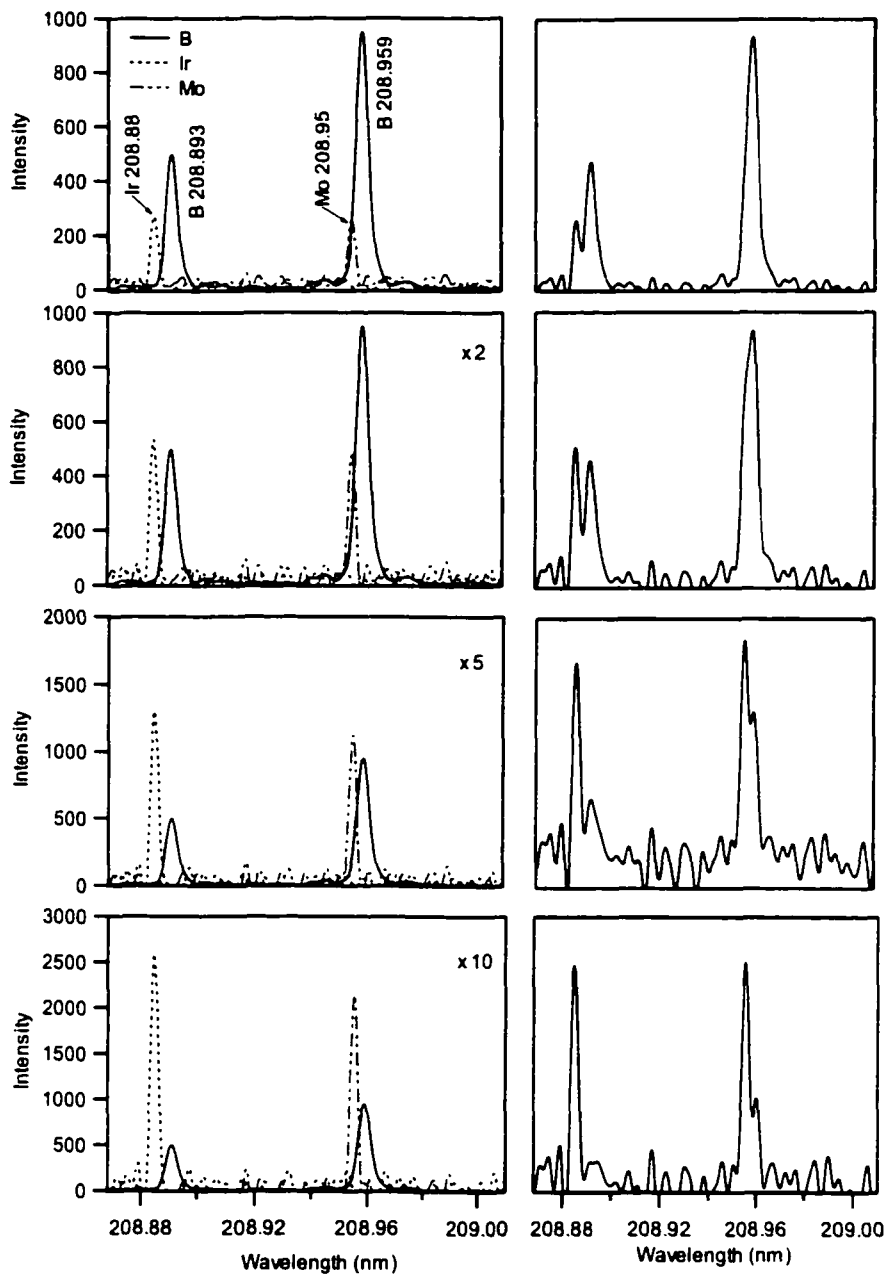 1000
800
600
400
200
0
Intensity
B
Ir
Mo
Ir 208.88
B 208.893
Mo 208.95
B 208.959
1000
800
600
400
200
0
Intensity
x2
2000
1500
1000
500
0
Intensity
x5
3000
2500
2000
1500
1000
500
0
Intensity
x10
208.88
208.92
208.96
209.00
Wavelength (nm)
208.88
208.92
208.96
209.00
Wavelength (nm)